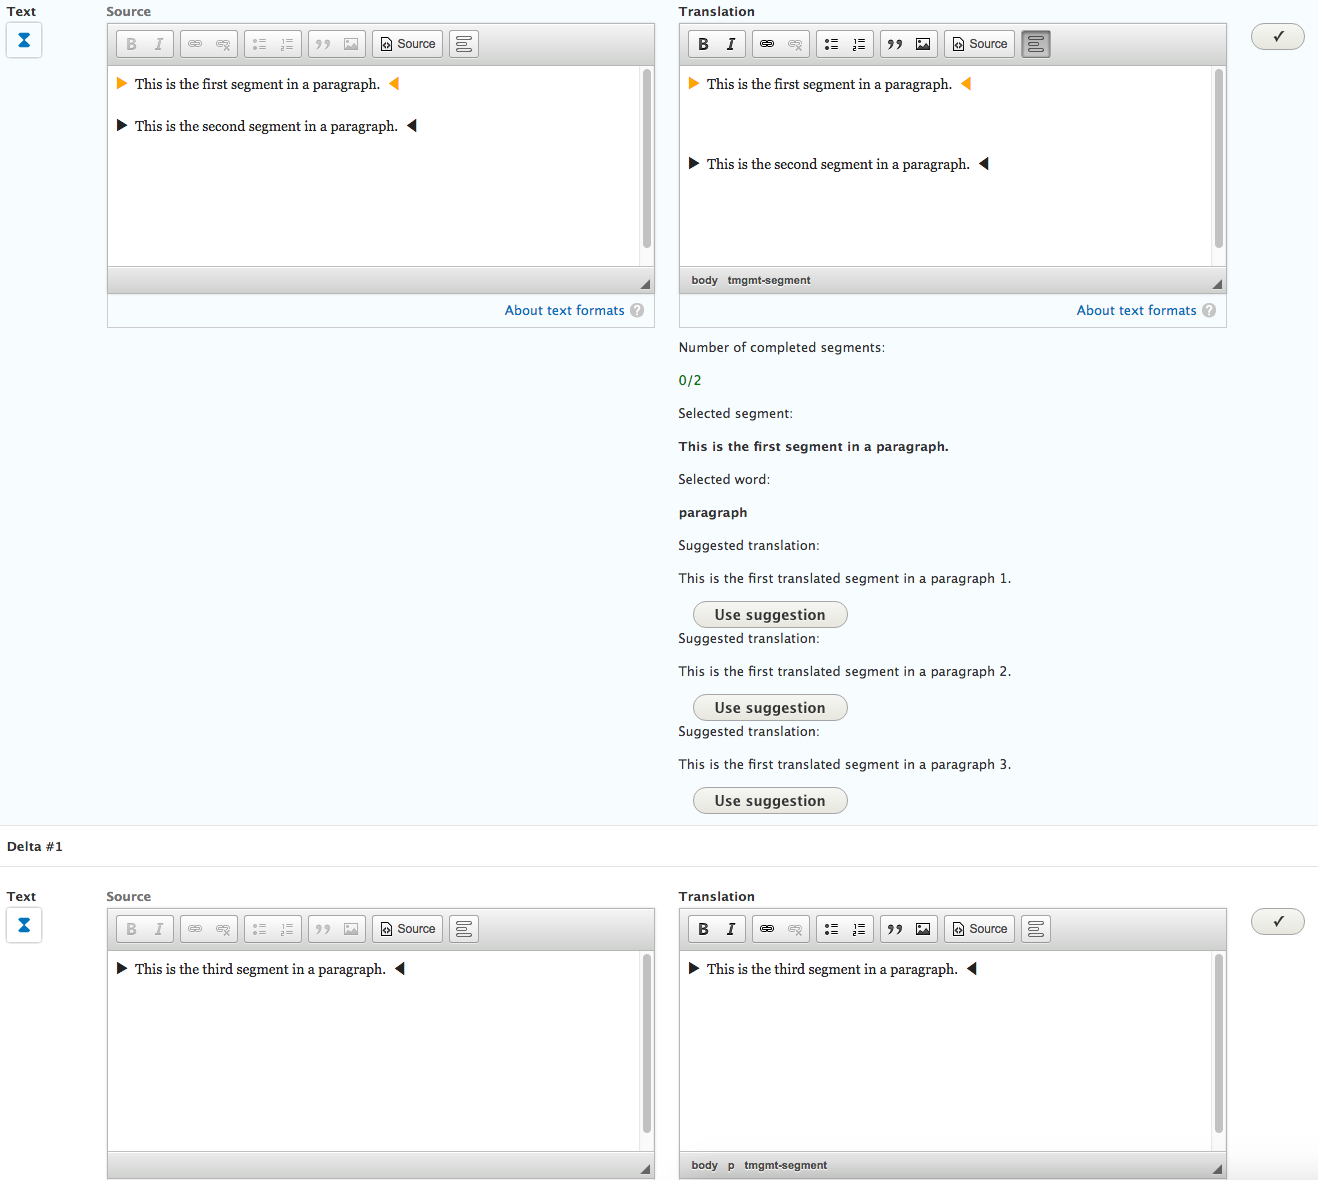 Text
Source
Translation
B I Source
B I Source
This is the first segment in a paragraph.
This is the second segment in a paragraph.
This is the first segment in a paragraph.
This is the second segment in a paragraph.
body tmgmt-segment
About text formats ?
About text formats ?
Number of completed segments:
0/2
Selected segment:
This is the first segment in a paragraph.
Selected word:
paragraph
Suggested translation:
This is the first translated segment in a paragraph 1.
Use suggestion
Suggested translation:
This is the first translated segment in a paragraph 2.
Use suggestion
Suggested translation:
This is the first translated segment in a paragraph 3.
Use suggestion
Delta #1
Text
Source
Translation
B I Source
B I Source
This is the third segment in a paragraph.
This is the third segment in a paragraph.
body p tmgmt-segment